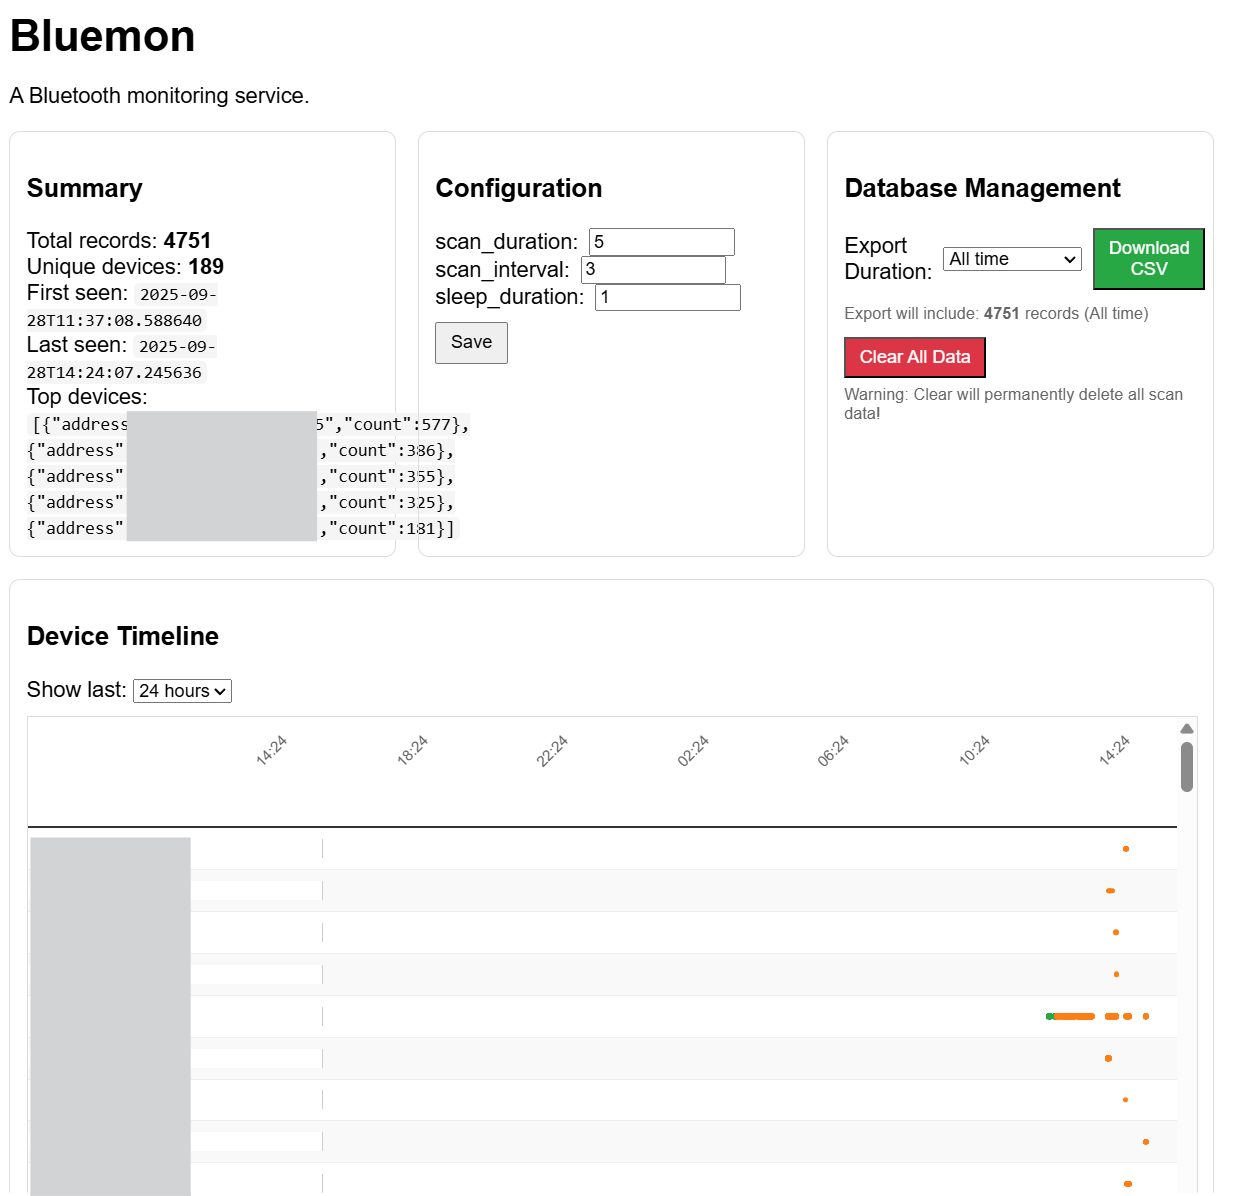 Bluemon
A Bluetooth monitoring service.
Summary
Total records: 4751
Unique devices: 189
First seen: 2025-09-
28T11:37:08.588640
Last seen: 2025-09-
28T14:24:07.245636
Top devices:
[{"address 5","count":577},
{"address" ,"count":386},
{"address" ,"count":355},
{"address" ,"count":325},
{"address" ,"count":181}]
Configuration
scan_duration: 5
scan_interval: 3
sleep_duration: 1
Save
Database Management
Export
Duration:
All time
Download
CSV
Export will include: 4751 records (All time)
Clear All Data
Warning: Clear will permanently delete all scan
data!
Device Timeline
Show last: 24 hours
14:24 18:24 22:24 02:24 06:24 10:24 14:24